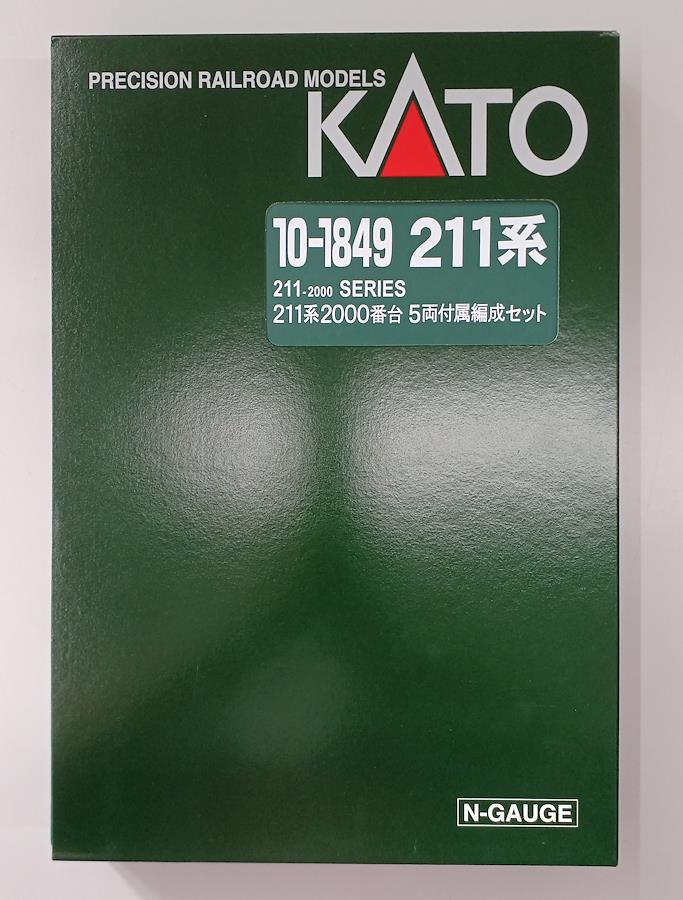 PRECISION RAILROAD MODELS
KATO
10-1849 211系
211-2000 SERIES
211系2000番台 5両付属編成セット
N-GAUGE